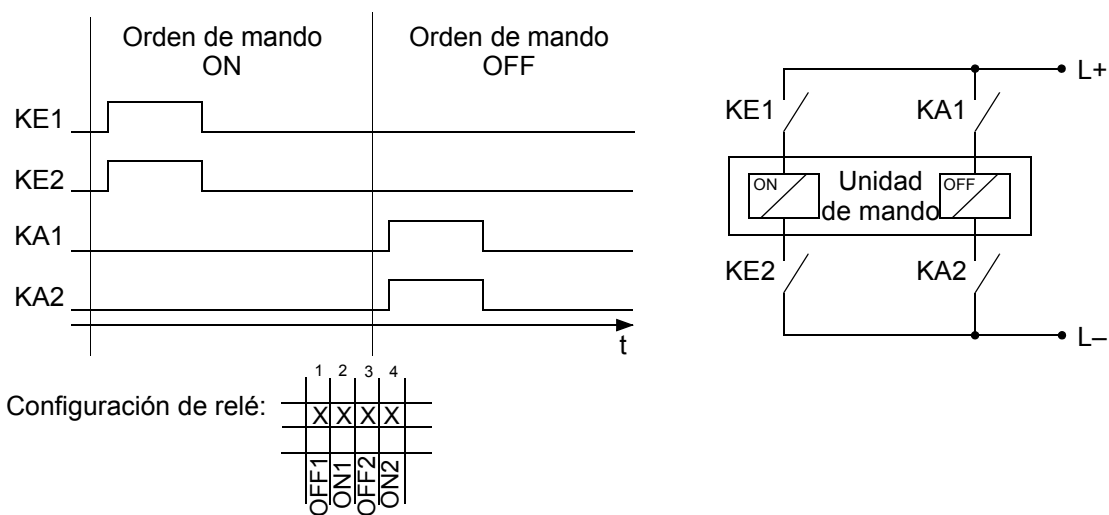 Orden de mando
ON
Orden de mando
OFF
KE1
KE2
KA1
KA2
t
L+
KE1
KA1
ON
Unidad
de mando
OFF
KE2
KA2
L–
Configuración de relé:
1 2 3 4
X X X X
OFF1
ON1
OFF2
ON2